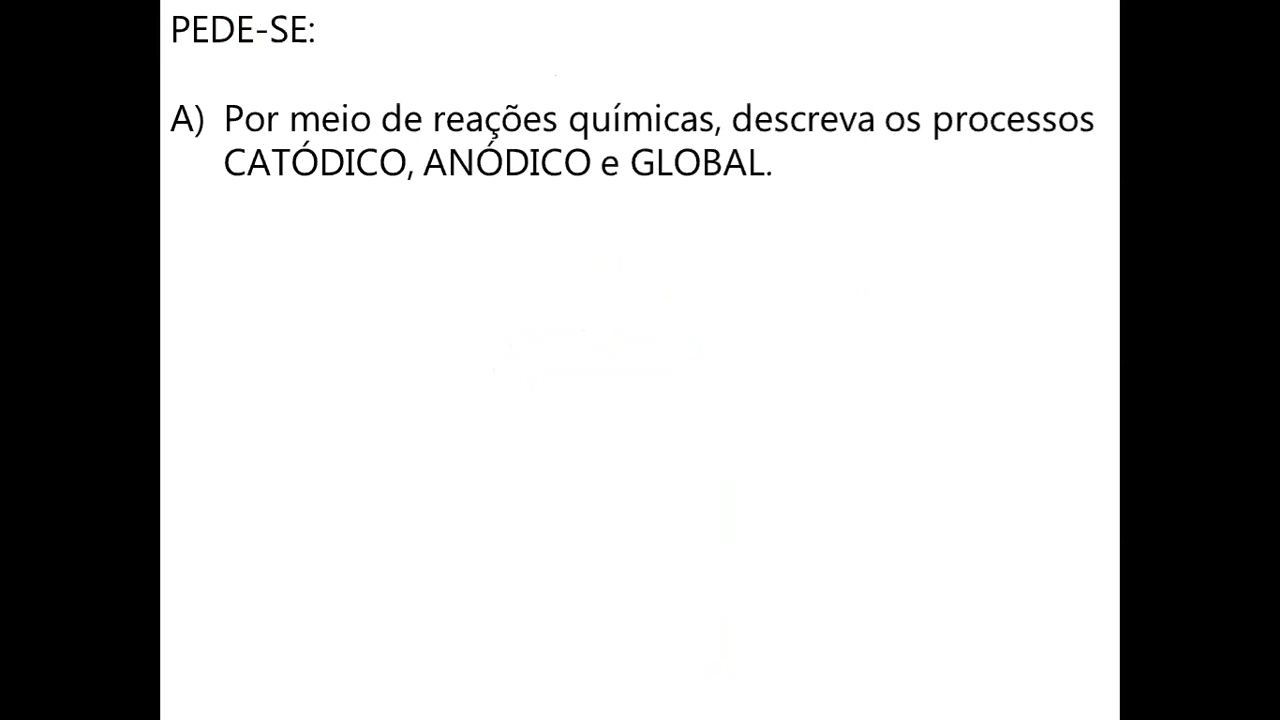 PEDE-SE:
A) Por meio de reações químicas, descreva os processos
CATÓDICO, ANÓDICO e GLOBAL.